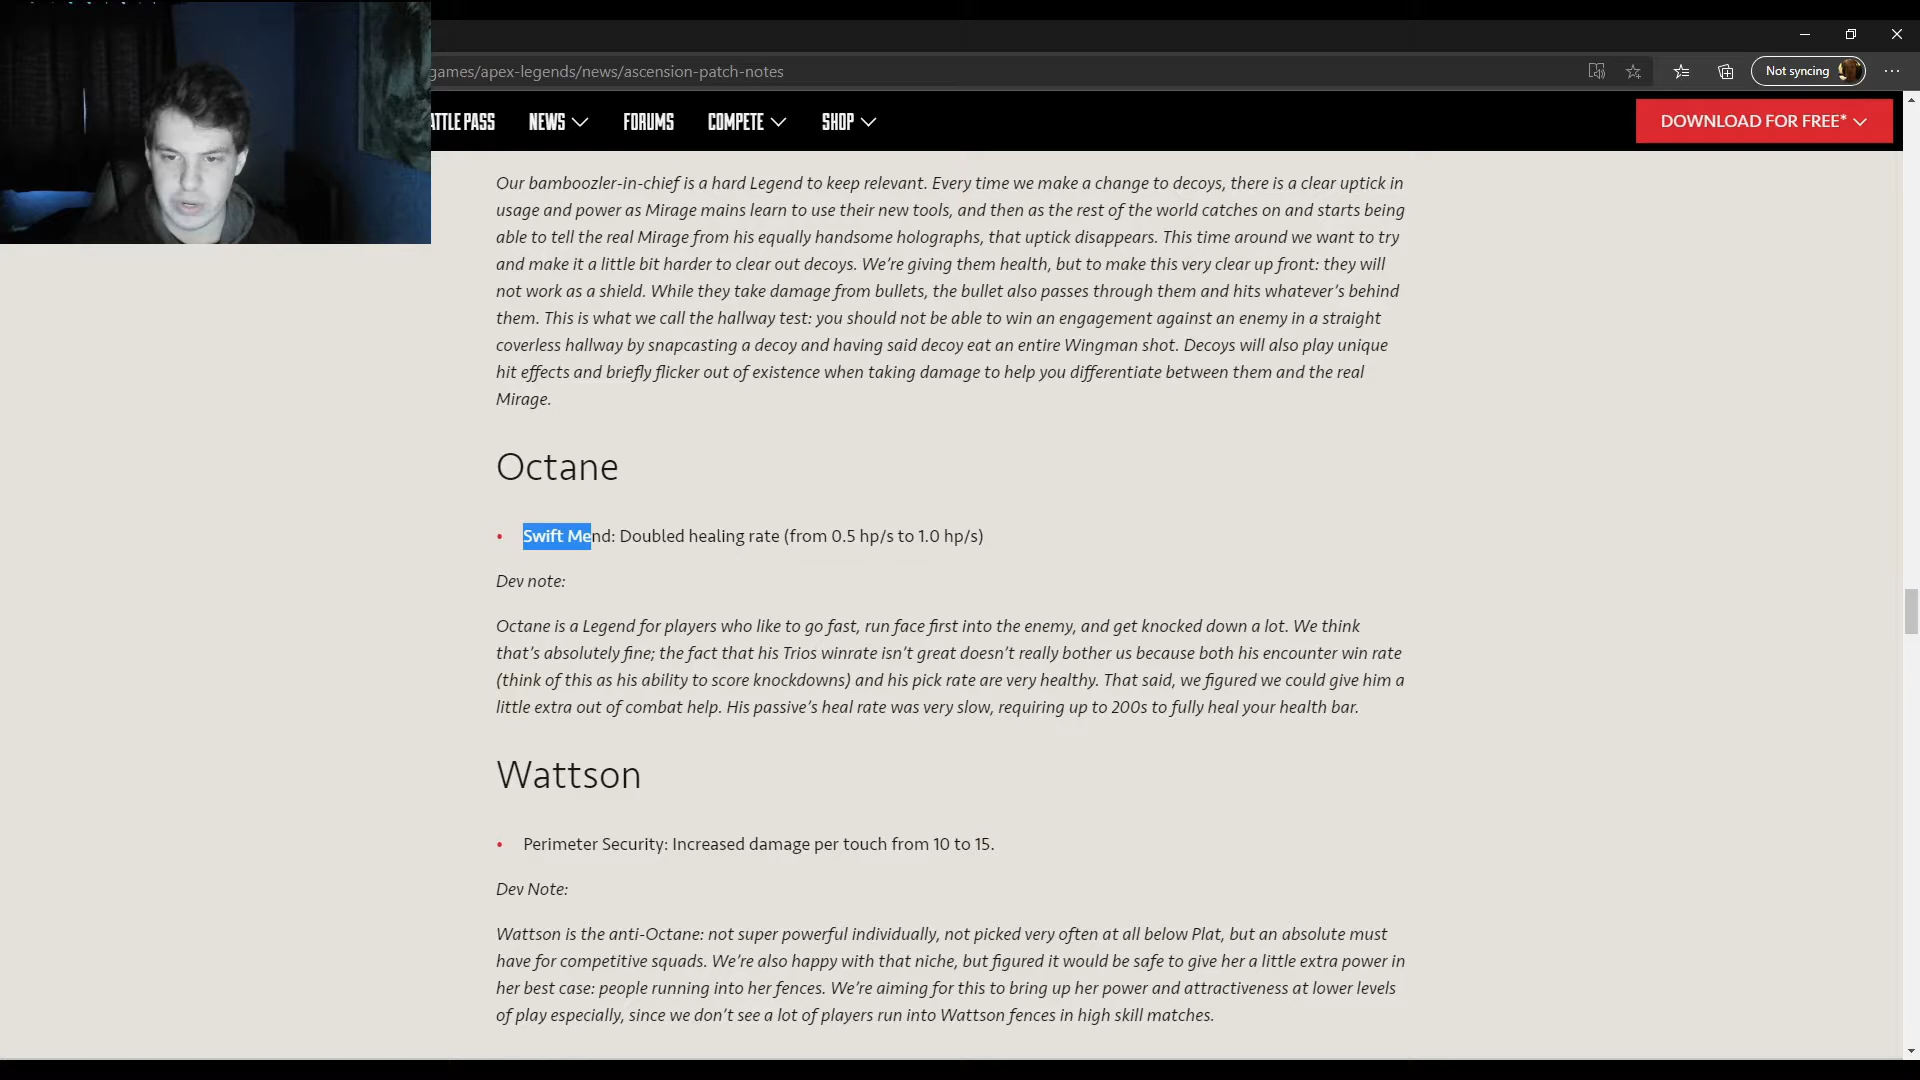 games/apex-legends/news/ascension-patch-notes
Not syncing
ATTLE PASS NEWS FORUMS COMPETE SHOP
DOWNLOAD FOR FREE*
Our bamboozler-in-chief is a hard Legend to keep relevant. Every time we make a change to decoys, there is a clear uptick in
usage and power as Mirage mains learn to use their new tools, and then as the rest of the world catches on and starts being
able to tell the real Mirage from his equally handsome holographs, that uptick disappears. This time around we want to try
and make it a little bit harder to clear out decoys. We're giving them health, but to make this very clear up front: they will
not work as a shield. While they take damage from bullets, the bullet also passes through them and hits whatever's behind
them. This is what we call the hallway test: you should not be able to win an engagement against an enemy in a straight
coverless hallway by snapcasting a decoy and having said decoy eat an entire Wingman shot. Decoys will also play unique
hit effects and briefly flicker out of existence when taking damage to help you differentiate between them and the real
Mirage.
Octane
• Swift Mend: Doubled healing rate (from 0.5 hp/s to 1.0 hp/s)
Dev note:
Octane is a Legend for players who like to go fast, run face first into the enemy, and get knocked down a lot. We think
that's absolutely fine; the fact that his Trios winrate isn't great doesn't really bother us because both his encounter win rate
(think of this as his ability to score knockdowns) and his pick rate are very healthy. That said, we figured we could give him a
little extra out of combat help. His passive's heal rate was very slow, requiring up to 200s to fully heal your health bar.
Wattson
• Perimeter Security: Increased damage per touch from 10 to 15.
Dev Note:
Wattson is the anti-Octane: not super powerful individually, not picked very often at all below Plat, but an absolute must
have for competitive squads. We're also happy with that niche, but figured it would be safe to give her a little extra power in
her best case: people running into her fences. We're aiming for this to bring up her power and attractiveness at lower levels
of play especially, since we don't see a lot of players run into Wattson fences in high skill matches.